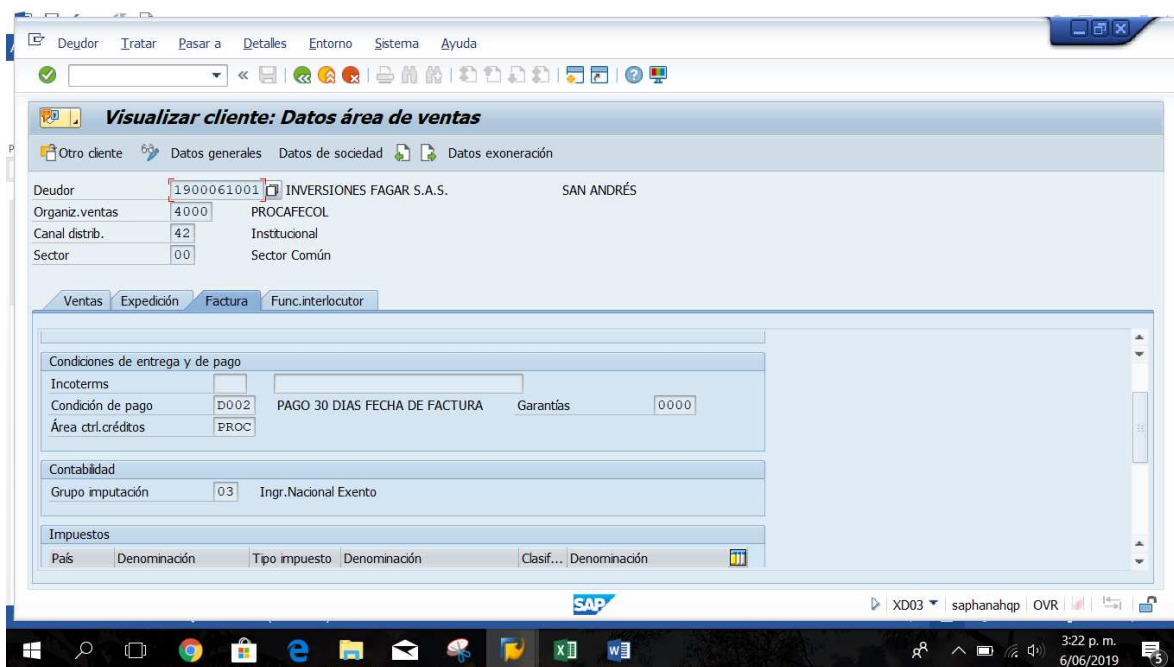 Deudor Tratar Pasar a Detalles Entorno Sistema Ayuda
Visualizar cliente: Datos área de ventas
Otro cliente Datos generales Datos de sociedad Datos exoneración
Deudor 1900061001 INVERSIONES FAGAR S.A.S. SAN ANDRÉS
Organiz.ventas 4000 PROCAFECOL
Canal distrib. 42 Institucional
Sector 00 Sector Común
Ventas Expedición Factura Func.interlocutor
Condiciones de entrega y de pago
Incoterms
Condición de pago D002 PAGO 30 DIAS FECHA DE FACTURA Garantías 0000
Área ctrl.créditos PROC
Contabilidad
Grupo imputación 03 Ingr.Nacional Exento
Impuestos
País Denominación Tipo impuesto Denominación Clasif... Denominación
SAP XD03 saphanahqp OVR
3:22 p. m.
6/06/2019
5